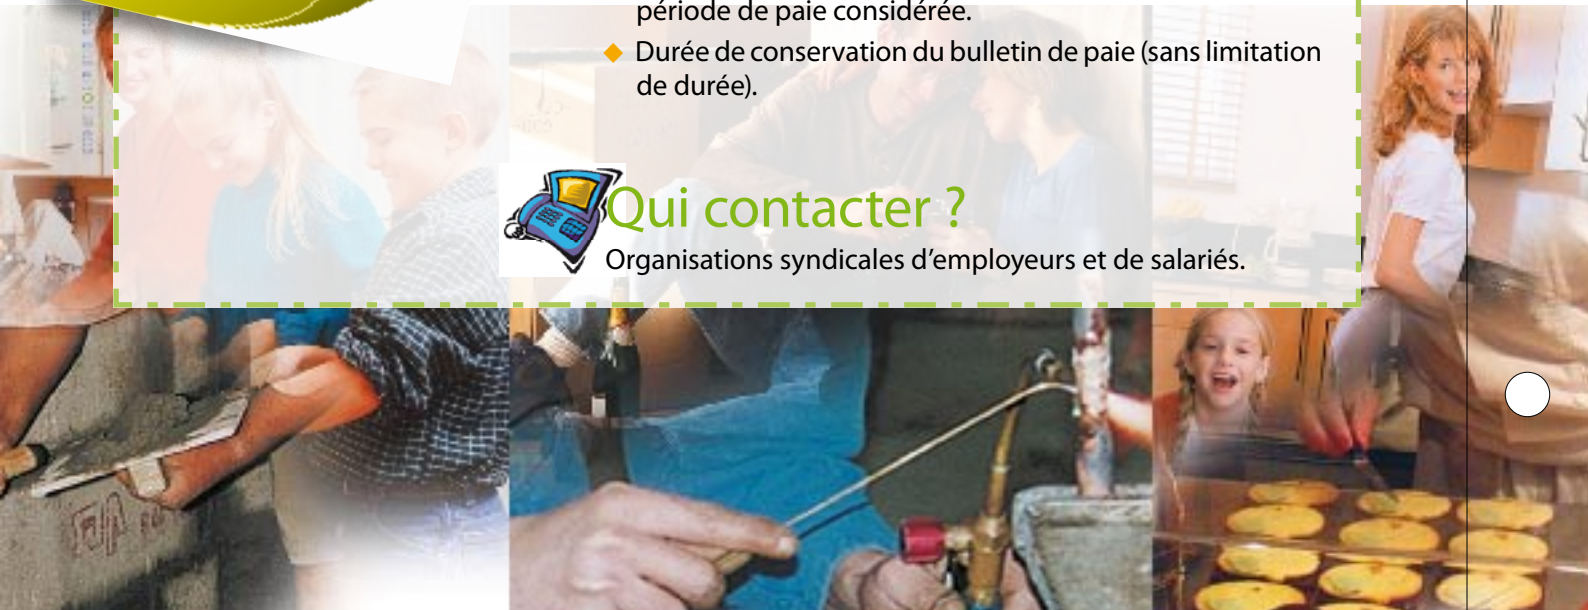 période de paie considérée.
◆ Durée de conservation du bulletin de paie (sans limitation
de durée).
Qui contacter ?
Organisations syndicales d’employeurs et de salariés.